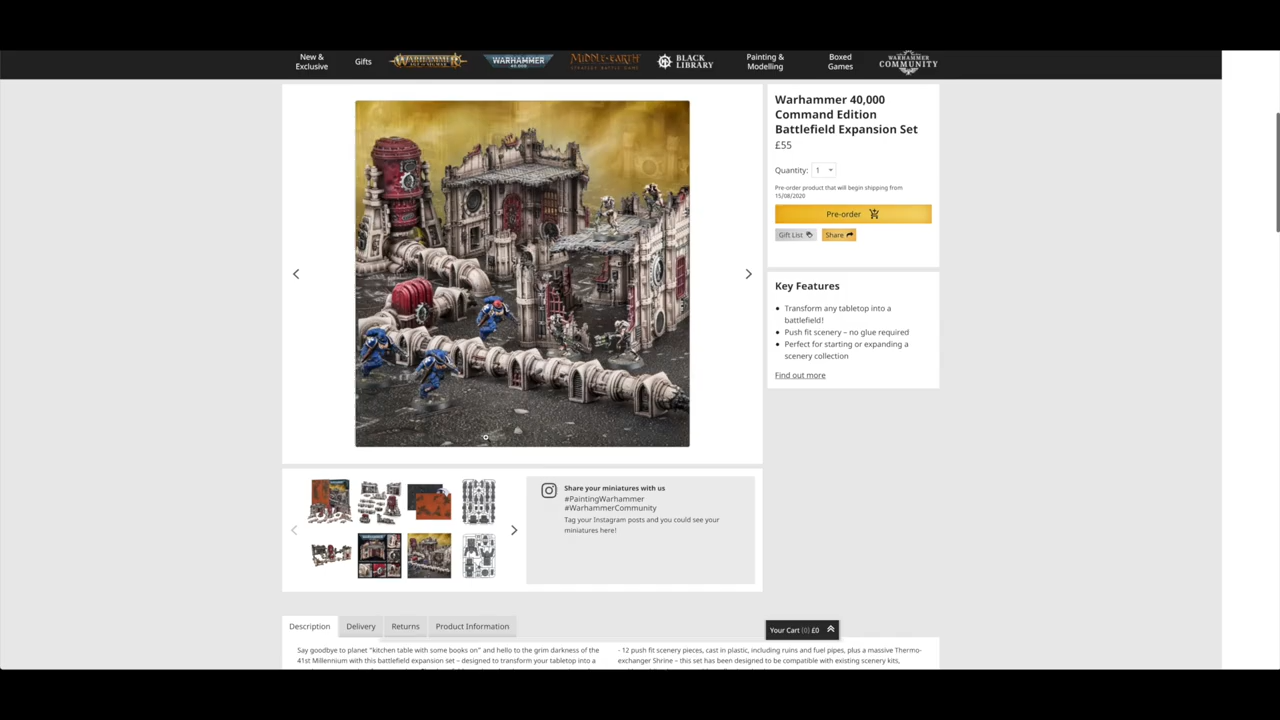 New &
Exclusive
Gifts
WARHAMMER
WARHAMMER
40,000
MIDDLE-EARTH
STRATEGY BATTLE GAME
BLACK
LIBRARY
Painting &
Modelling
Boxed
Games
WARHAMMER
COMMUNITY
Warhammer 40,000
Command Edition
Battlefield Expansion Set
£55
Quantity: 1
Pre-order product that will begin shipping from
15/08/2020
Pre-order
Gift List
Share
Key Features
Transform any tabletop into a
battlefield!
Push fit scenery – no glue required
Perfect for starting or expanding a
scenery collection
Find out more
Share your miniatures with us
#PaintingWarhammer
#WarhammerCommunity
Tag your Instagram posts and you could see your
miniatures here!
Description
Delivery
Returns
Product Information
Your Cart (0) £0
Say goodbye to planet "kitchen table with some books on" and hello to the grim darkness of the
41st Millennium with this battlefield expansion set – designed to transform your tabletop into a
- 12 push fit scenery pieces, cast in plastic, including ruins and fuel pipes, plus a massive Thermo-
exchanger Shrine – this set has been designed to be compatible with existing scenery kits,